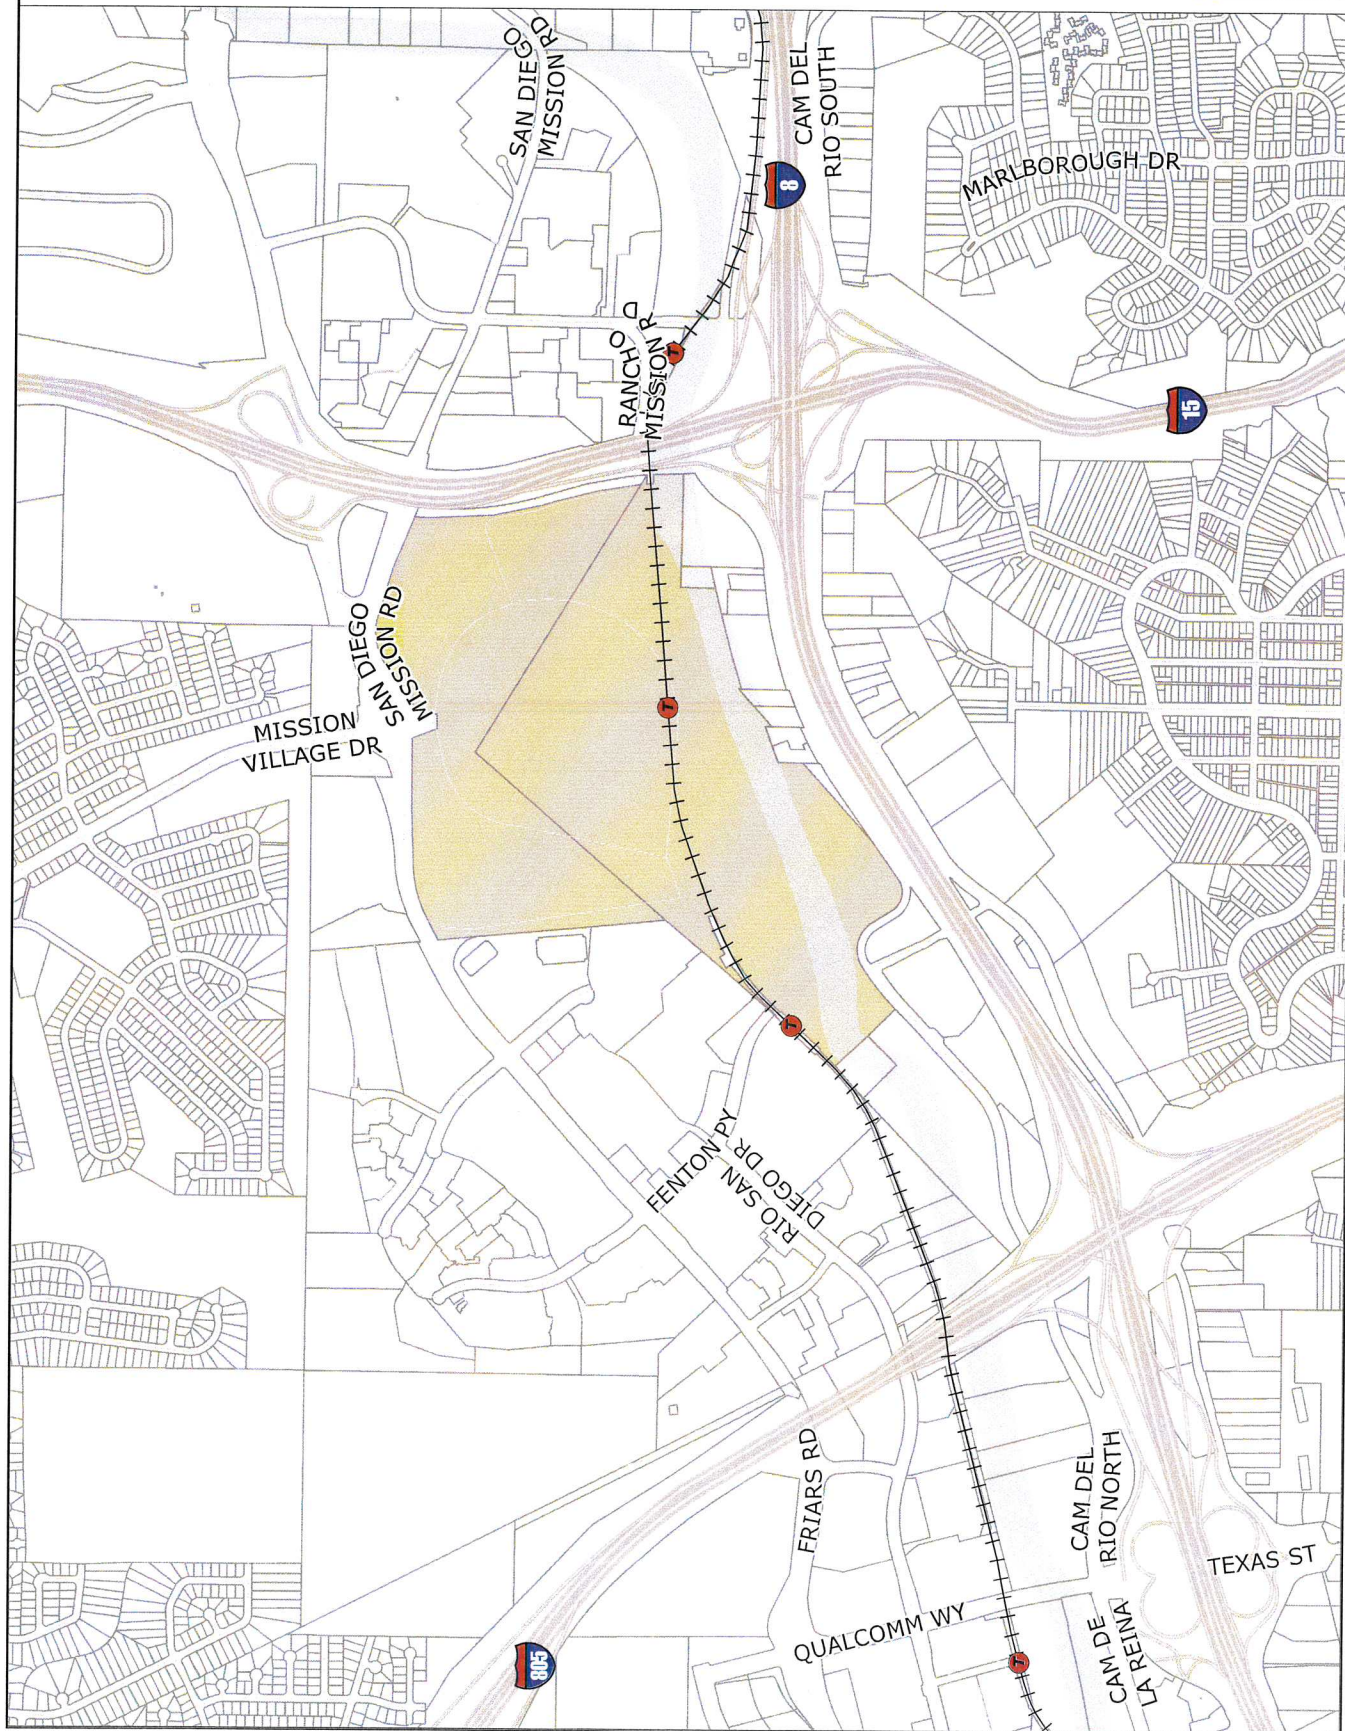 SAN DIEGO
MISSION RD
CAM DEL
RIO SOUTH
8
MARLBOROUGH DR
RANCHO
MISSION R
D
T
15
SAN DIEGO
MISSION RD
MISSION
VILLAGE DR
T
T
FENTON PY
RIO SAN
DIEGO DR
FRIARS RD
CAM DEL
RIO NORTH
TEXAS ST
QUALCOMM WY
CAM DE
LA REINA
805
T